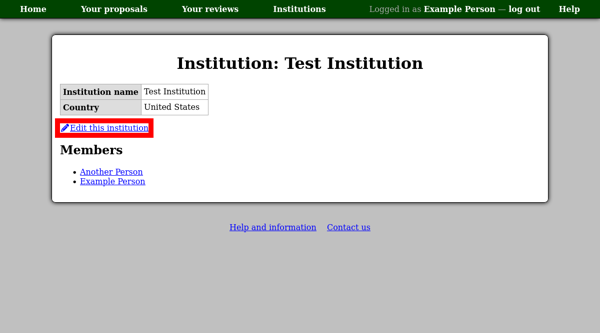 Home Your proposals Your reviews Institutions Logged in as Example Person — log out Help
Institution: Test Institution
Institution name Test Institution
Country United States
Edit this institution
Members
• Another Person
• Example Person
Help and information Contact us